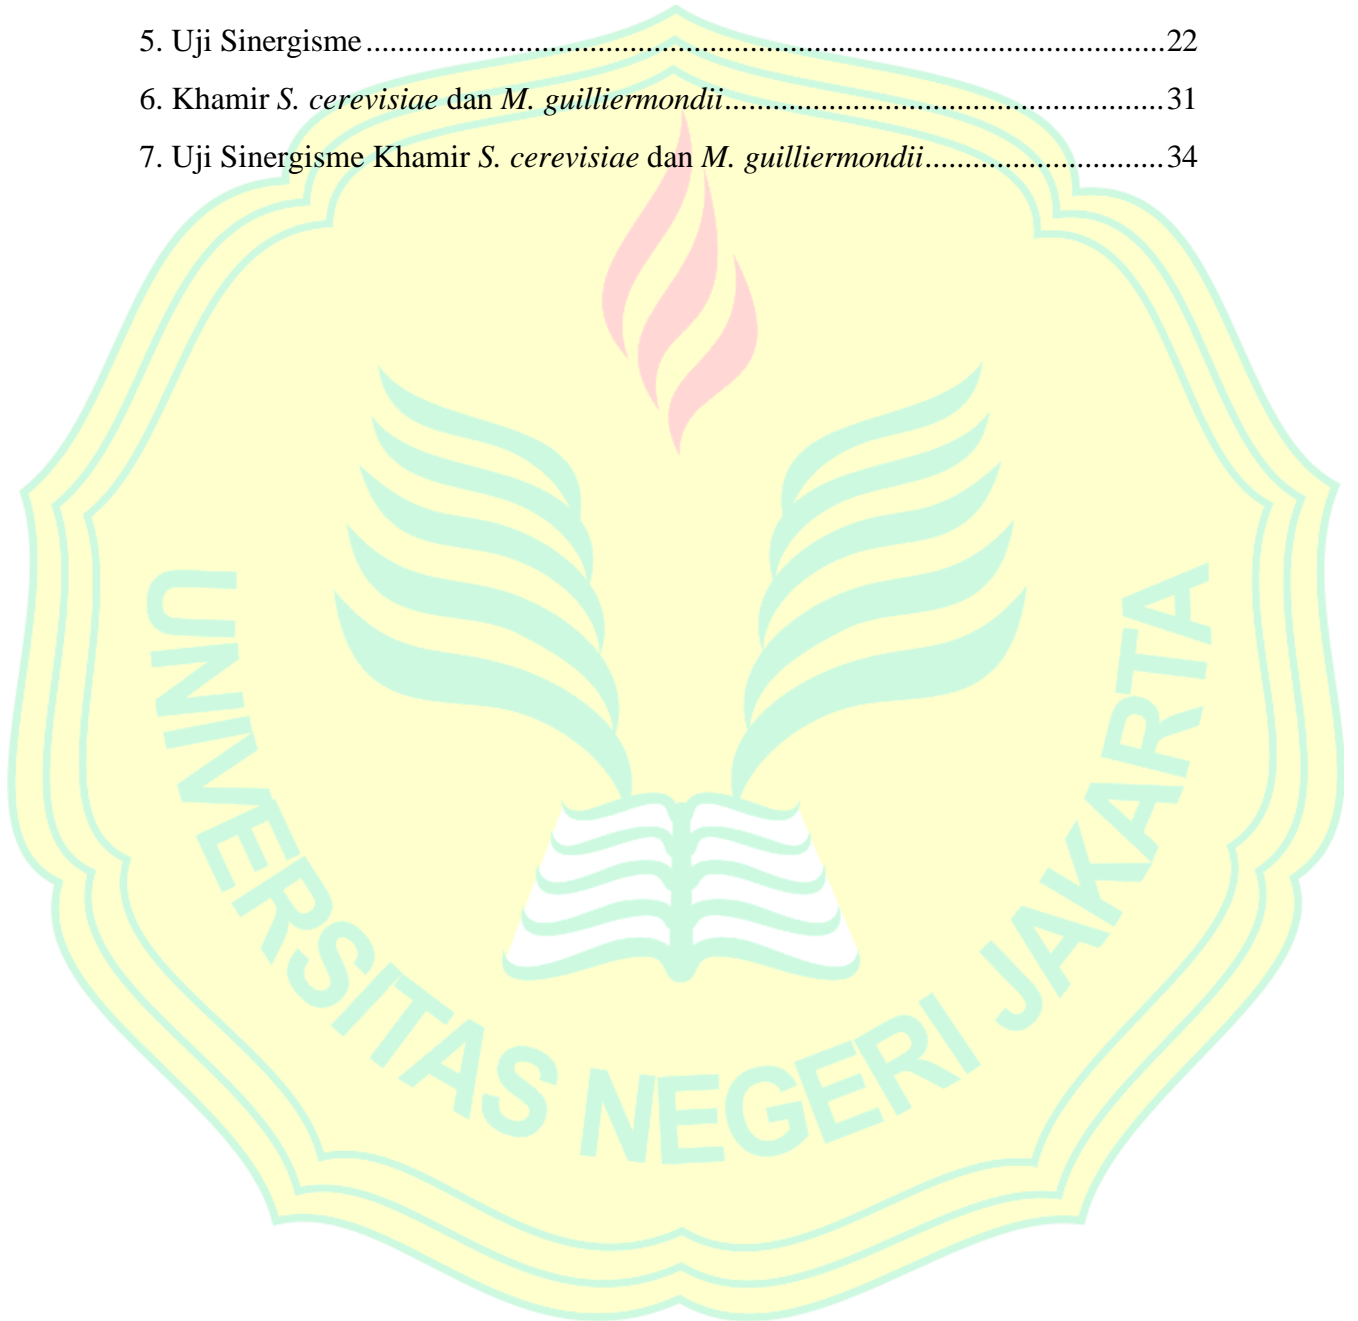 5. Uji Sinergisme........................................................................................................22
6. Khamir S. cerevisiae dan M. guilliermondii.........................................................31
7. Uji Sinergisme Khamir S. cerevisiae dan M. guilliermondii...............................34
UNIVERSITAS NEGERI JAKARTA